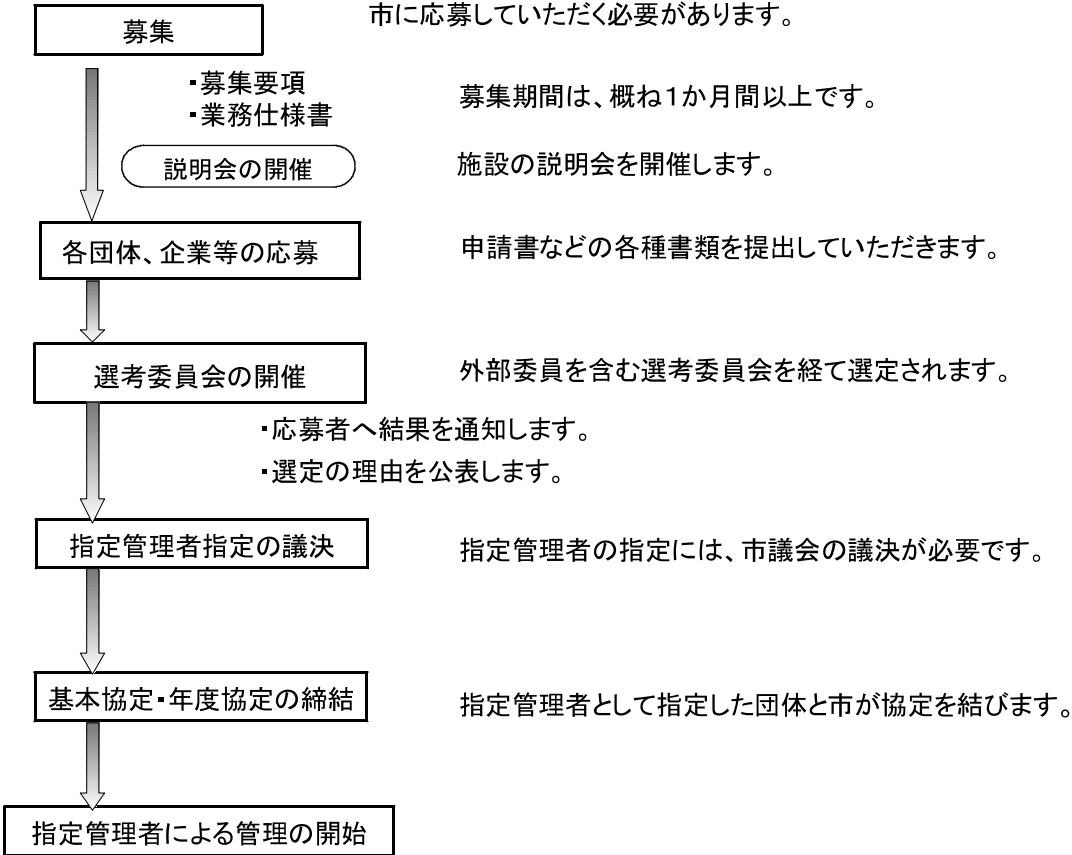 市に応募していただく必要があります。
募集
・募集要項
・業務仕様書
募集期間は、概ね1か月間以上です。
説明会の開催
施設の説明会を開催します。
各団体、企業等の応募
申請書などの各種書類を提出していただきます。
選考委員会の開催
外部委員を含む選考委員会を経て選定されます。
・応募者へ結果を通知します。
・選定の理由を公表します。
指定管理者指定の議決
指定管理者の指定には、市議会の議決が必要です。
基本協定・年度協定の締結
指定管理者として指定した団体と市が協定を結びます。
指定管理者による管理の開始